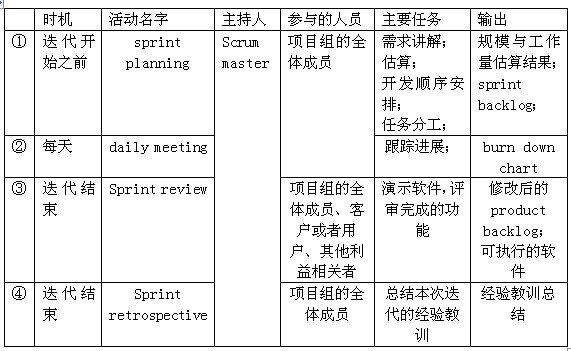 时机 活动名字 主持人 参与的人员 主要任务 输出
① 迭代开始之前 sprint planning Scrum master 项目组的全体成员 需求讲解；估算；开发顺序安排；任务分工； 规模与工作量估算结果；sprint backlog；
② 每天 daily meeting 跟踪进展； burn down chart
③ 迭代结束 Sprint review 项目组的全体成员、客户或者用户、其他利益相关者 演示软件，评审完成的功能 修改后的product backlog；可执行的软件
④ 迭代结束 Sprint retrospective 项目组的全体成员 总结本次迭代的经验教训 经验教训总结